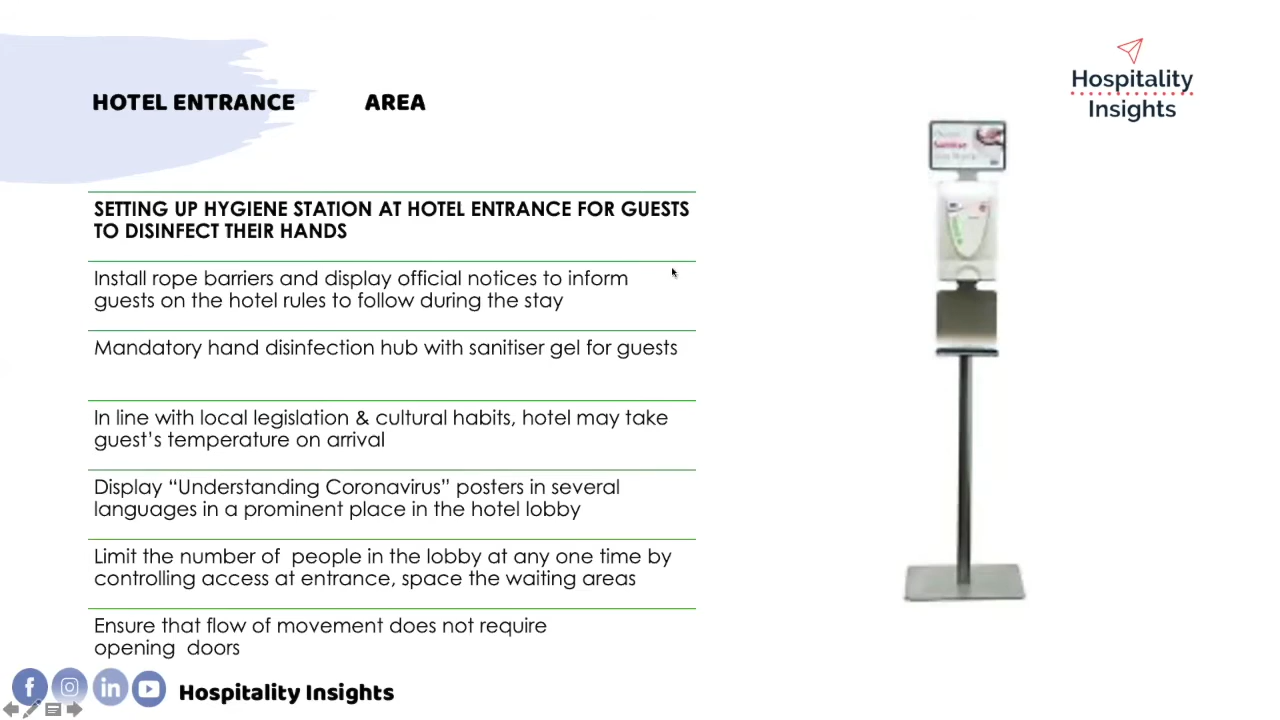 HOTEL ENTRANCE AREA
Hospitality
Insights
Sanitise
SETTING UP HYGIENE STATION AT HOTEL ENTRANCE FOR GUESTS
TO DISINFECT THEIR HANDS
Install rope barriers and display official notices to inform
guests on the hotel rules to follow during the stay
Mandatory hand disinfection hub with sanitiser gel for guests
In line with local legislation & cultural habits, hotel may take
guest’s temperature on arrival
Display “Understanding Coronavirus” posters in several
languages in a prominent place in the hotel lobby
Limit the number of  people in the lobby at any one time by
controlling access at entrance, space the waiting areas
Ensure that flow of movement does not require
opening  doors
Hospitality Insights